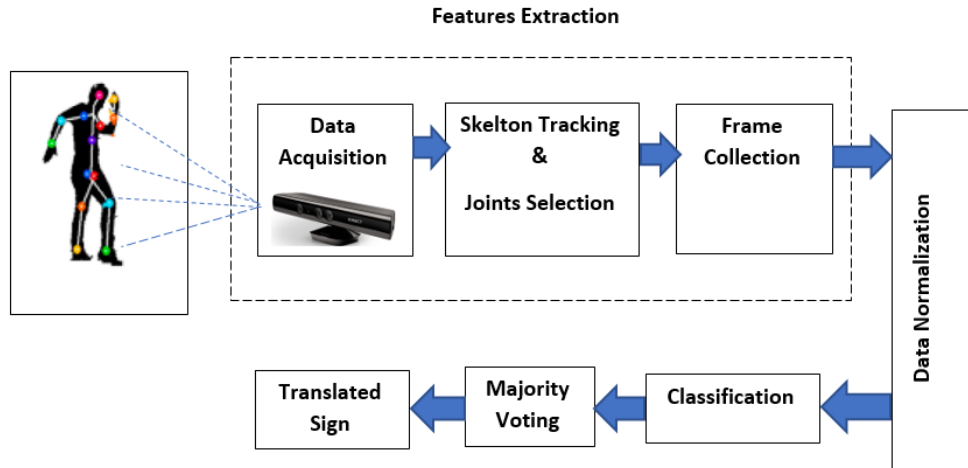 Features Extraction
Data
Acquisition
Skelton Tracking
&
Joints Selection
Frame
Collection
Data Normalization
Translated
Sign
Majority
Voting
Classification